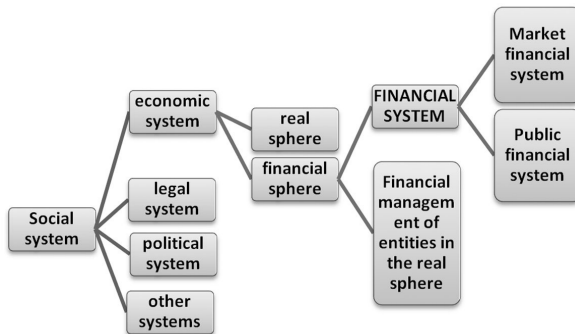 Social
system
economic
system
legal
system
political
system
other
systems
real
sphere
financial
sphere
FINANCIAL
SYSTEM
Financial
managem
ent of
entities in
the real
sphere
Market
financial
system
Public
financial
system